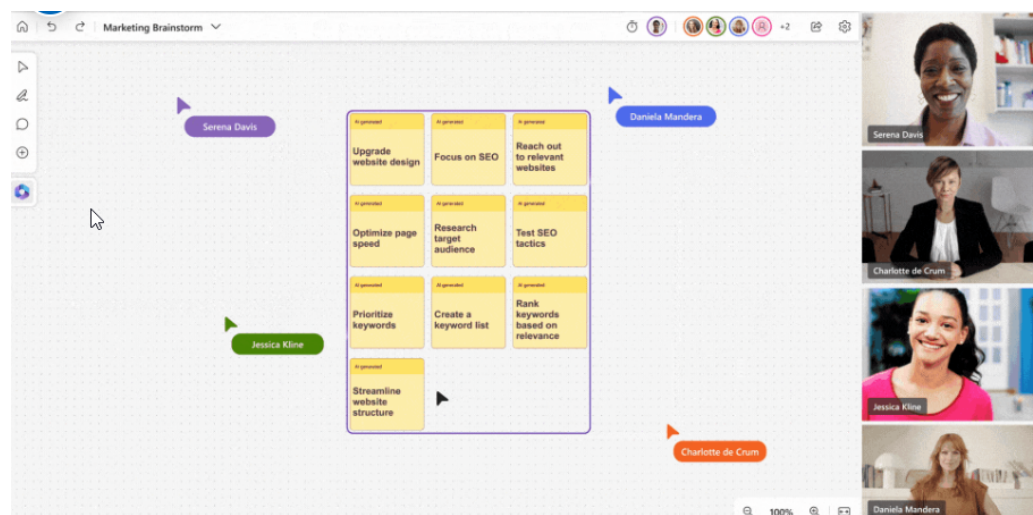 Marketing Brainstorm
+2
Serena Davis
Daniela Mandera
AI generated
Upgrade
website design
AI generated
Focus on SEO
AI generated
Reach out
to relevant
websites
AI generated
Optimize page
speed
AI generated
Research
target
audience
AI generated
Test SEO
tactics
AI generated
Prioritize
keywords
AI generated
Create a
keyword list
AI generated
Rank
keywords
based on
relevance
AI generated
Streamline
website
structure
Jessica Kline
Charlotte de Crum
100%
Serena Davis
Charlotte de Crum
Jessica Kline
Daniela Mandera